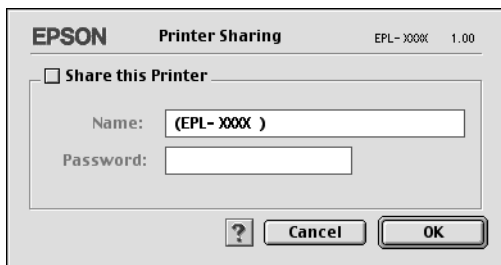 EPSON Printer Sharing EPL-XXXX 1.00
Share this Printer
Name: (EPL-XXXX )
Password:
? Cancel OK